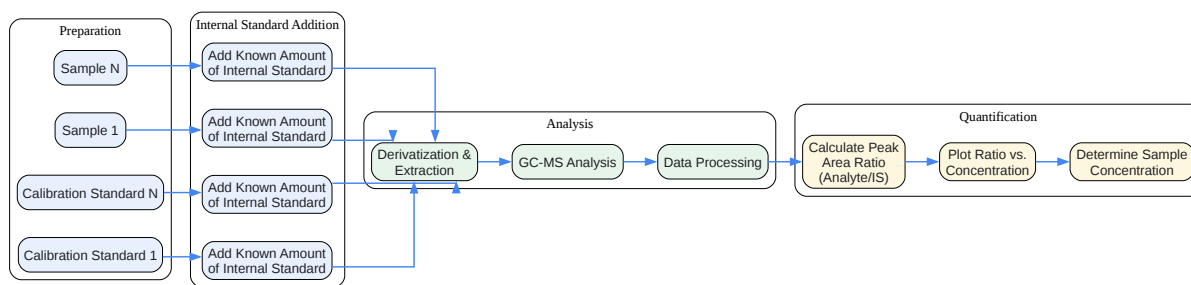 Preparation
Sample N
Sample 1
Calibration Standard N
Calibration Standard 1
Internal Standard Addition
Add Known Amount
of Internal Standard
Add Known Amount
of Internal Standard
Add Known Amount
of Internal Standard
Add Known Amount
of Internal Standard
Analysis
Derivatization &
Extraction
GC-MS Analysis
Data Processing
Quantification
Calculate Peak
Area Ratio
(Analyte/IS)
Plot Ratio vs.
Concentration
Determine Sample
Concentration